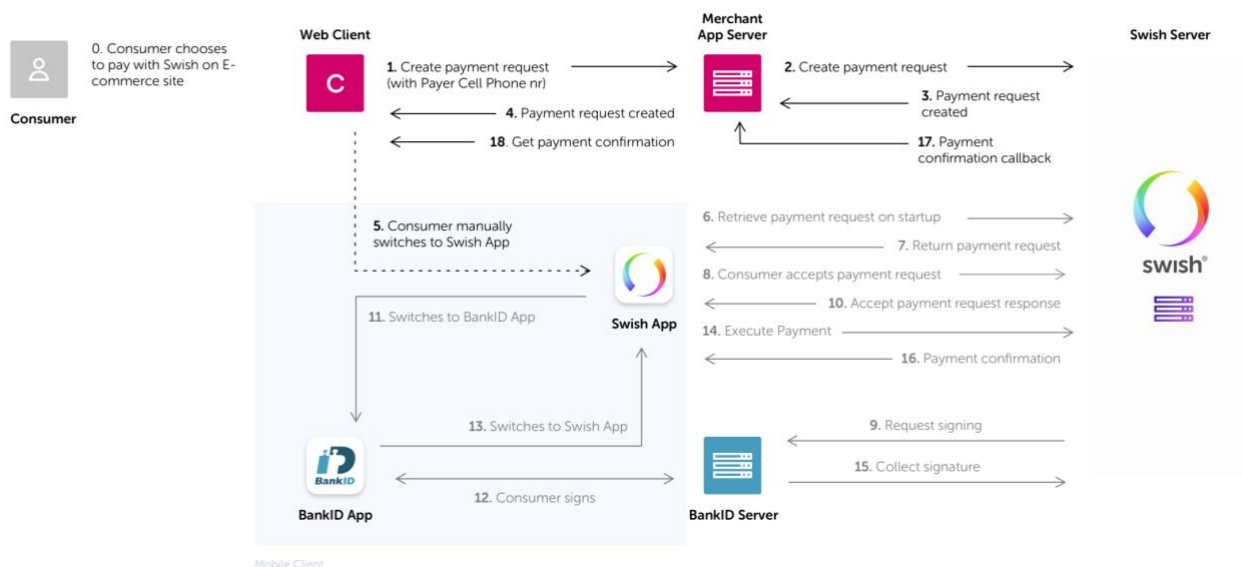 0. Consumer chooses
to pay with Swish on E-
commerce site
Consumer
Web Client
C
1. Create payment request
(with Payer Cell Phone nr)
4. Payment request created
18. Get payment confirmation
Merchant
App Server
2. Create payment request
3. Payment request
created
17. Payment
confirmation callback
Swish Server
swish®
5. Consumer manually
switches to Swish App
Swish App
6. Retrieve payment request on startup
7. Return payment request
8. Consumer accepts payment request
10. Accept payment request response
14. Execute Payment
16. Payment confirmation
11. Switches to BankID App
13. Switches to Swish App
12. Consumer signs
BankID
BankID App
9. Request signing
15. Collect signature
BankID Server
Mobile Client